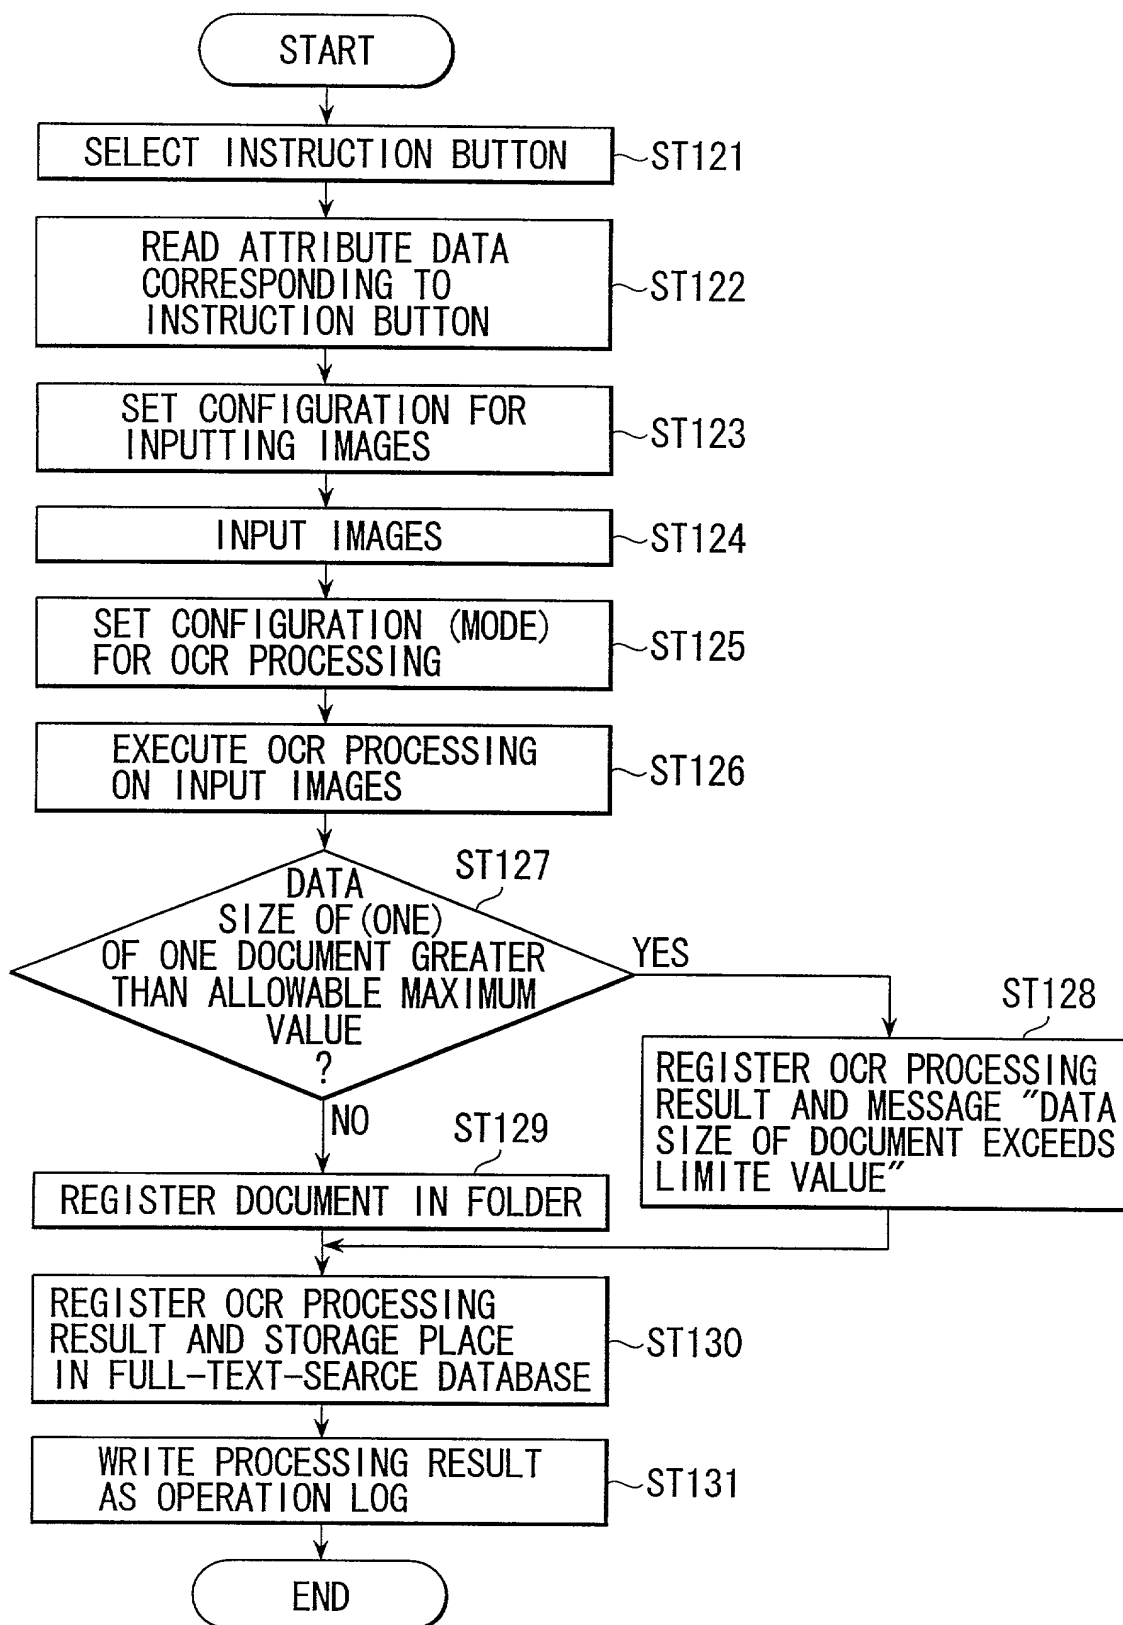 START
SELECT INSTRUCTION BUTTON
ST121
READ ATTRIBUTE DATA
CORRESPONDING TO
INSTRUCTION BUTTON
ST122
SET CONFIGURATION FOR
INPUTTING IMAGES
ST123
INPUT IMAGES
ST124
SET CONFIGURATION (MODE)
FOR OCR PROCESSING
ST125
EXECUTE OCR PROCESSING
ON INPUT IMAGES
ST126
ST127
DATA
SIZE OF(ONE)
OF ONE DOCUMENT GREATER
THAN ALLOWABLE MAXIMUM
VALUE
?
YES
NO
ST128
REGISTER OCR PROCESSING
RESULT AND MESSAGE "DATA
SIZE OF DOCUMENT EXCEEDS
LIMITE VALUE"
ST129
REGISTER DOCUMENT IN FOLDER
REGISTER OCR PROCESSING
RESULT AND STORAGE PLACE
IN FULL-TEXT-SEARCE DATABASE
ST130
WRITE PROCESSING RESULT
AS OPERATION LOG
ST131
END